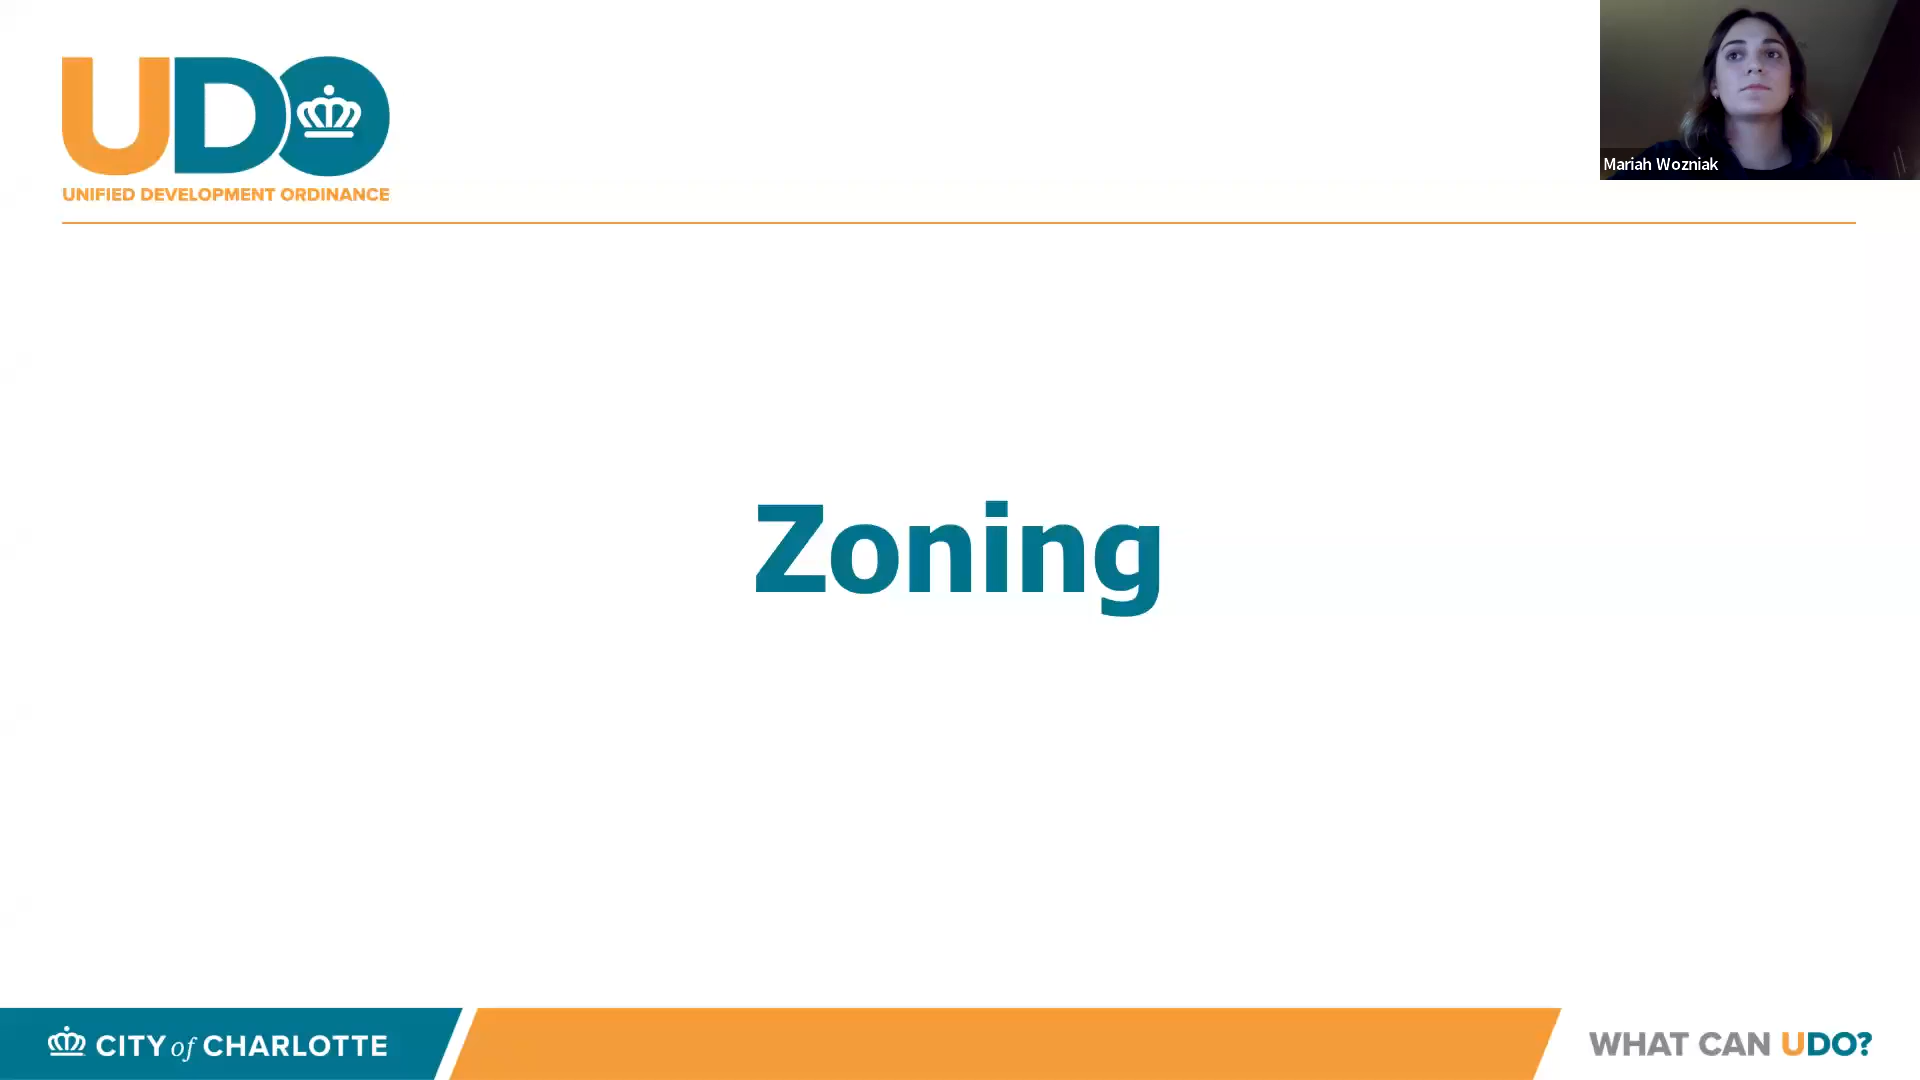 UDO
UNIFIED DEVELOPMENT ORDINANCE
Mariah Wozniak
Zoning
CITY of CHARLOTTE
WHAT CAN UDO?